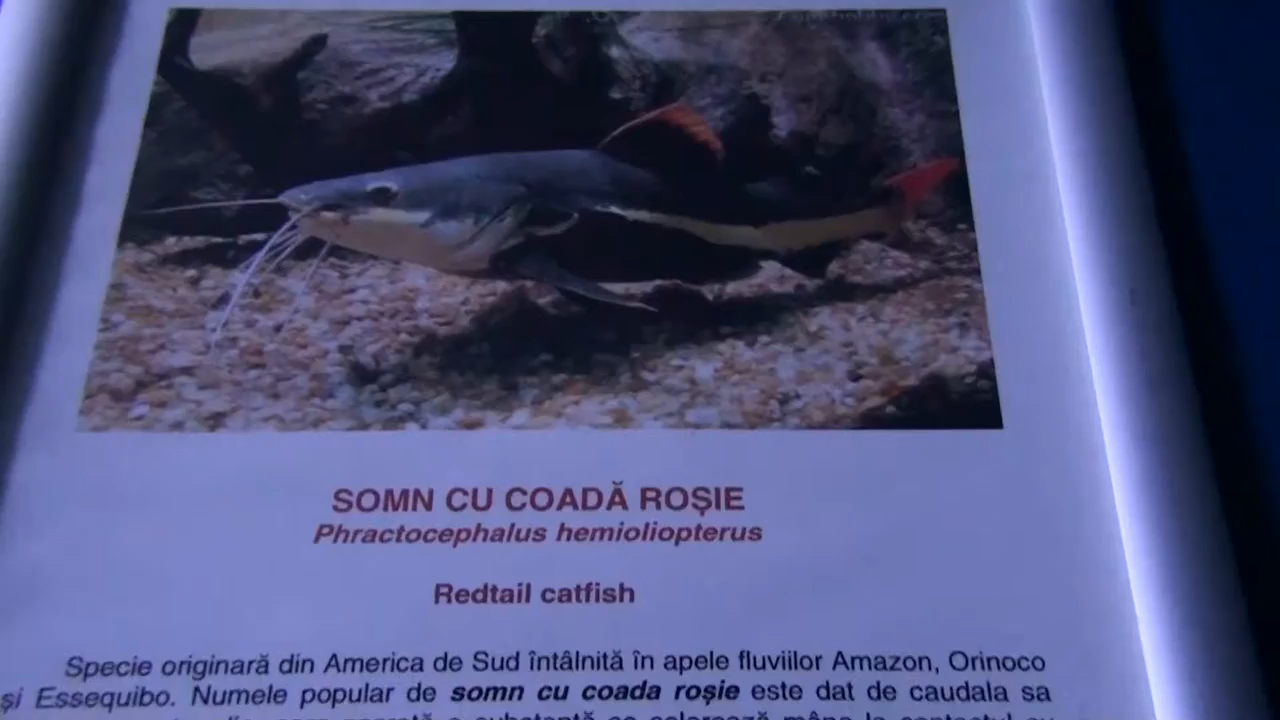 SOMN CU COADĂ ROȘIE
Phractocephalus hemioliopterus
Redtail catfish
Specie originară din America de Sud întâlnită în apele fluviilor Amazon, Orinoco
și Essequibo. Numele popular de somn cu coada roșie este dat de caudala sa